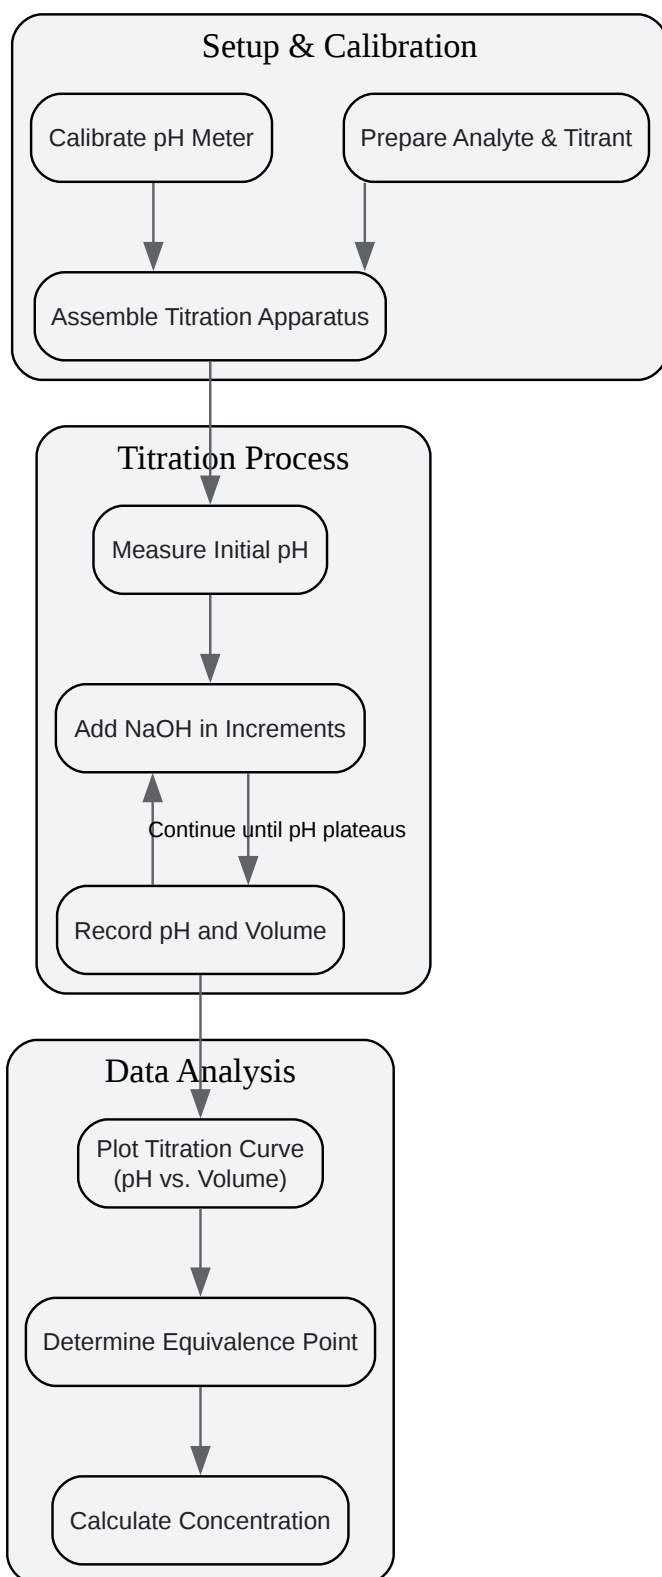 Setup & Calibration
Calibrate pH Meter
Prepare Analyte & Titrant
Assemble Titration Apparatus
Titration Process
Measure Initial pH
Add NaOH in Increments
Continue until pH plateaus
Record pH and Volume
Data Analysis
Plot Titration Curve
(pH vs. Volume)
Determine Equivalence Point
Calculate Concentration